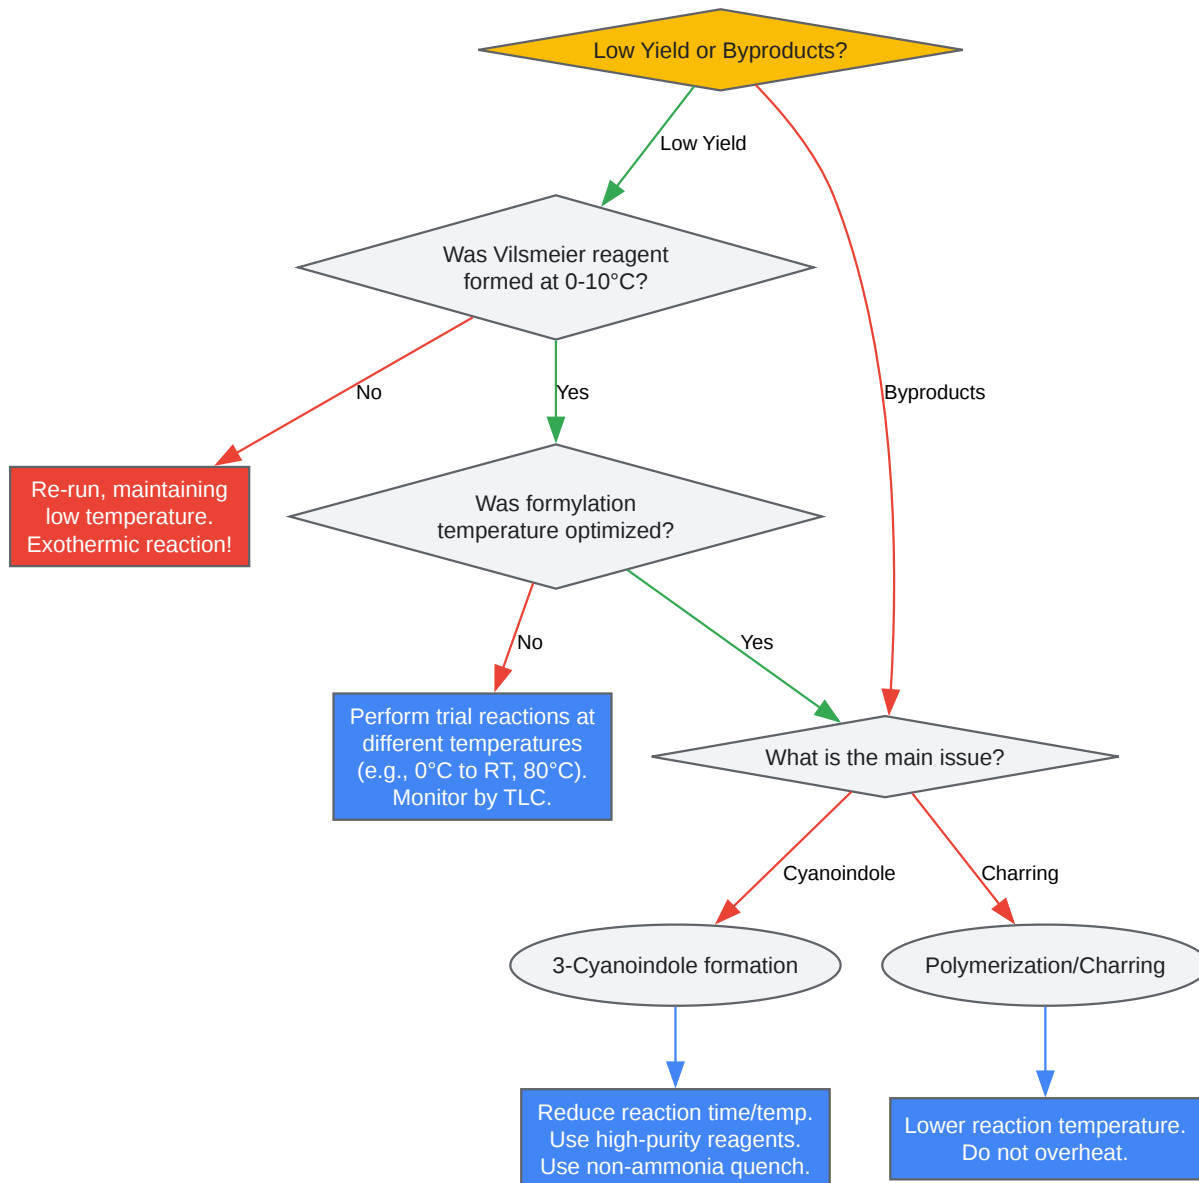 Low Yield or Byproducts?
Low Yield
Was Vilsmeier reagent
formed at 0-10°C?
No
Yes
Byproducts
Re-run, maintaining
low temperature.
Exothermic reaction!
Was formylation
temperature optimized?
No
Yes
Perform trial reactions at
different temperatures
(e.g., 0°C to RT, 80°C).
Monitor by TLC.
What is the main issue?
Cyanoindole
Charring
3-Cyanoindole formation
Polymerization/Charring
Reduce reaction time/temp.
Use high-purity reagents.
Use non-ammonia quench.
Lower reaction temperature.
Do not overheat.